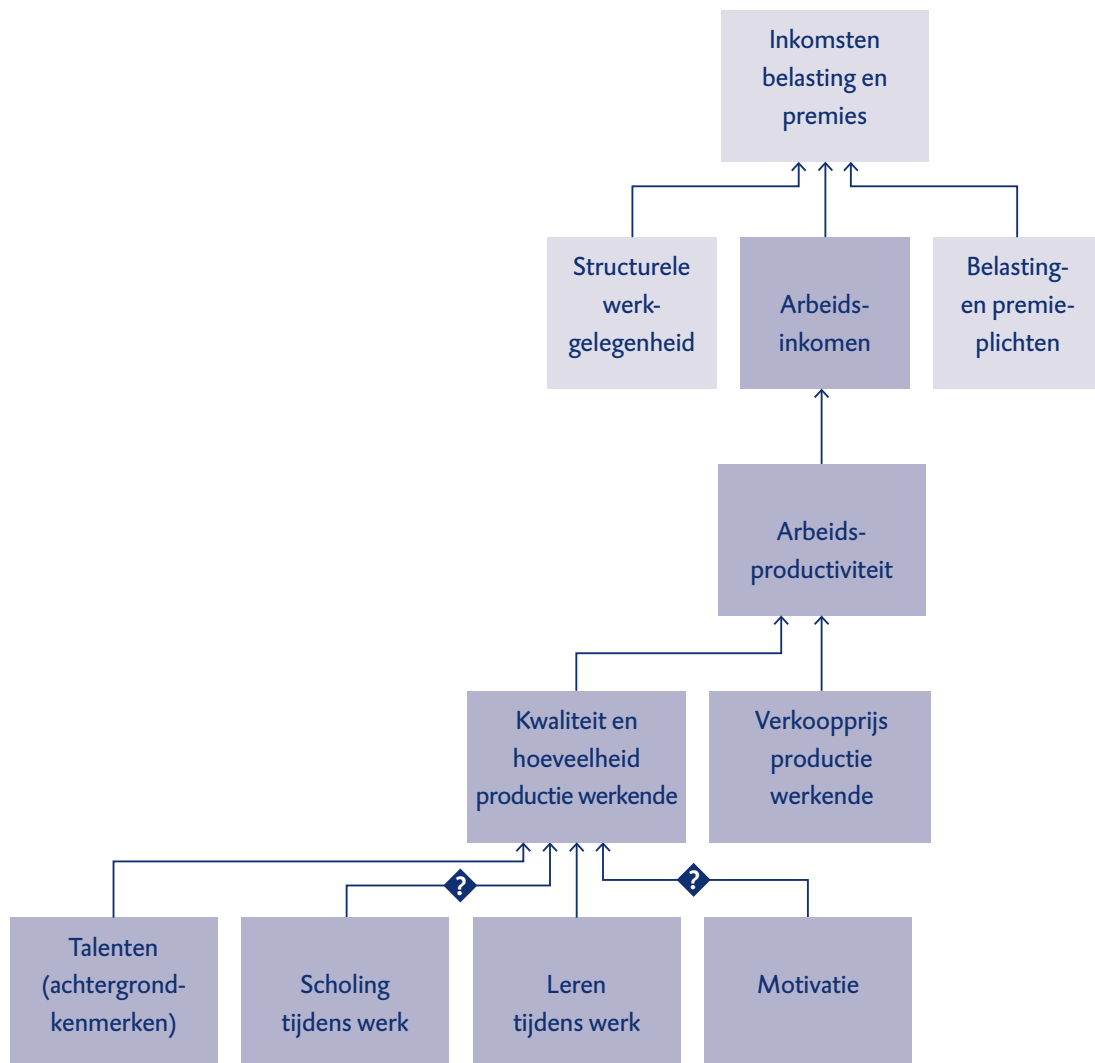 Inkomsten
belasting en
premies
Structurele
werk-
gelegenheid
Arbeids-
inkomen
Belasting-
en premie-
plichten
Arbeids-
productiviteit
Kwaliteit en
hoeveelheid
productie werkende
Verkoopprijs
productie
werkende
?
?
Talenten
(achtergrond-
kenmerken)
Scholing
tijdens werk
Leren
tijdens werk
Motivatie